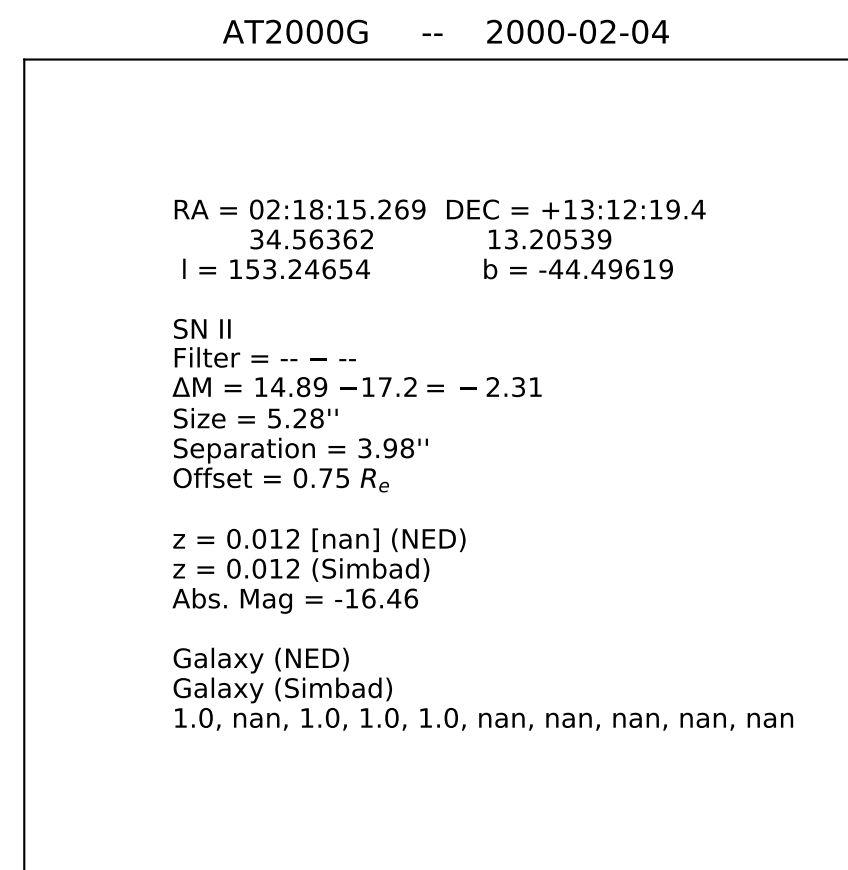 AT2000G -- 2000-02-04
RA = 02:18:15.269 DEC = +13:12:19.4
34.56362 13.20539
l = 153.24654 b = -44.49619
SN II
Filter = -- − --
ΔM = 14.89 −17.2 = − 2.31
Size = 5.28''
Separation = 3.98''
Offset = 0.75 Rₑ
z = 0.012 [nan] (NED)
z = 0.012 (Simbad)
Abs. Mag = -16.46
Galaxy (NED)
Galaxy (Simbad)
1.0, nan, 1.0, 1.0, 1.0, nan, nan, nan, nan, nan